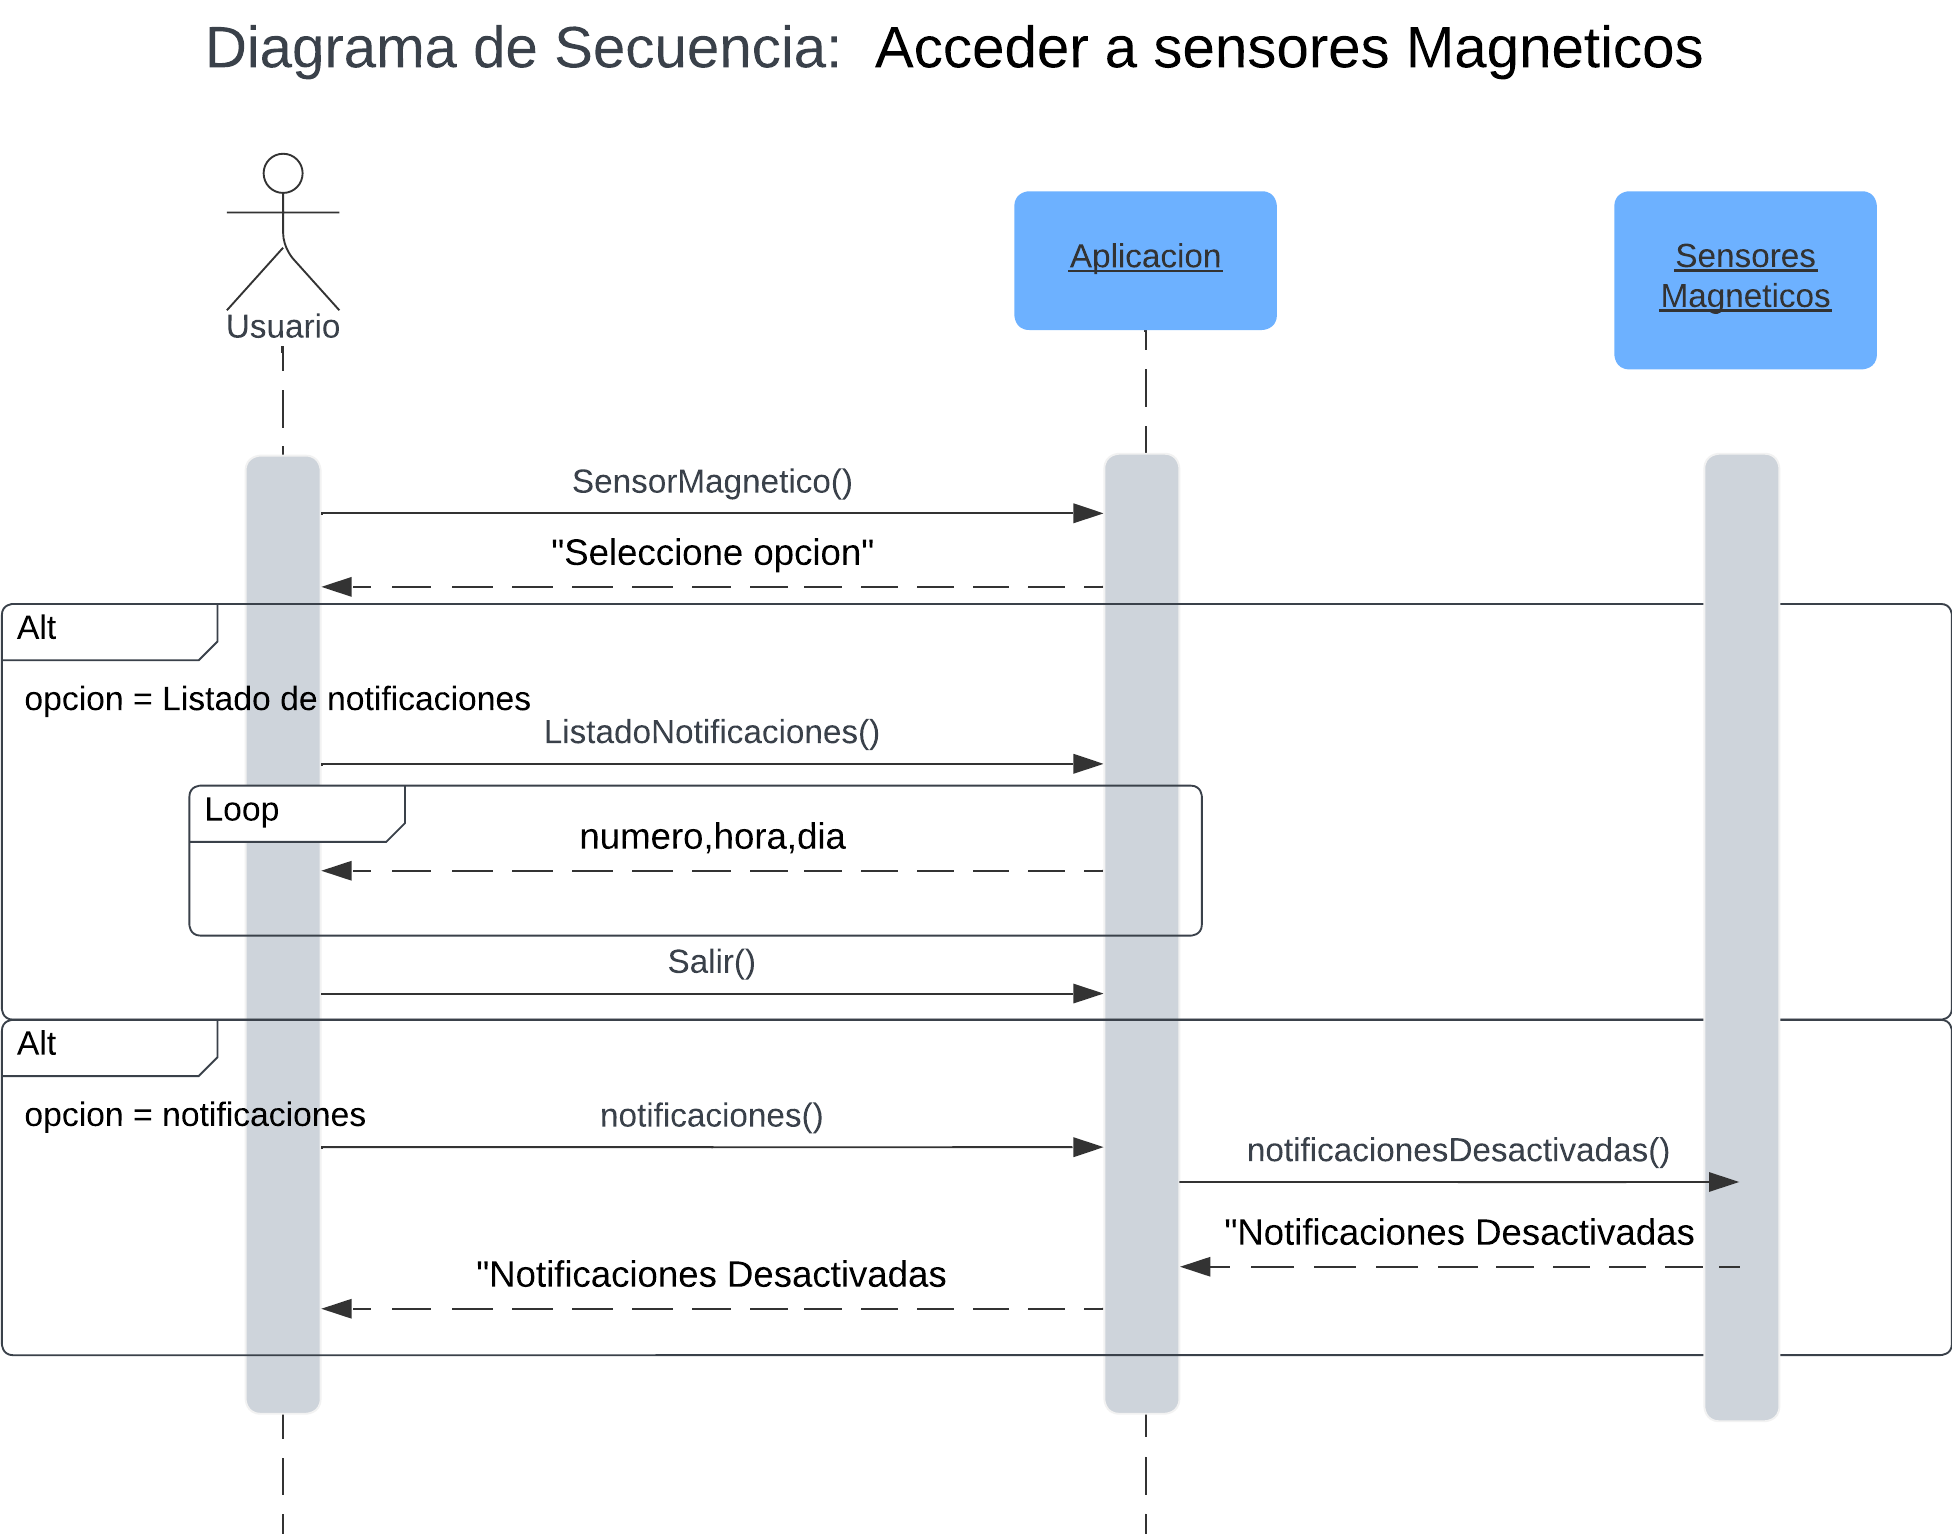 Diagrama de Secuencia:  Acceder a sensores Magneticos
Usuario
Aplicacion
Sensores
Magneticos
SensorMagnetico()
"Seleccione opcion"
Alt
opcion = Listado de notificaciones
ListadoNotificaciones()
Loop
numero,hora,dia
Salir()
Alt
opcion = notificaciones
notificaciones()
notificacionesDesactivadas()
"Notificaciones Desactivadas
"Notificaciones Desactivadas